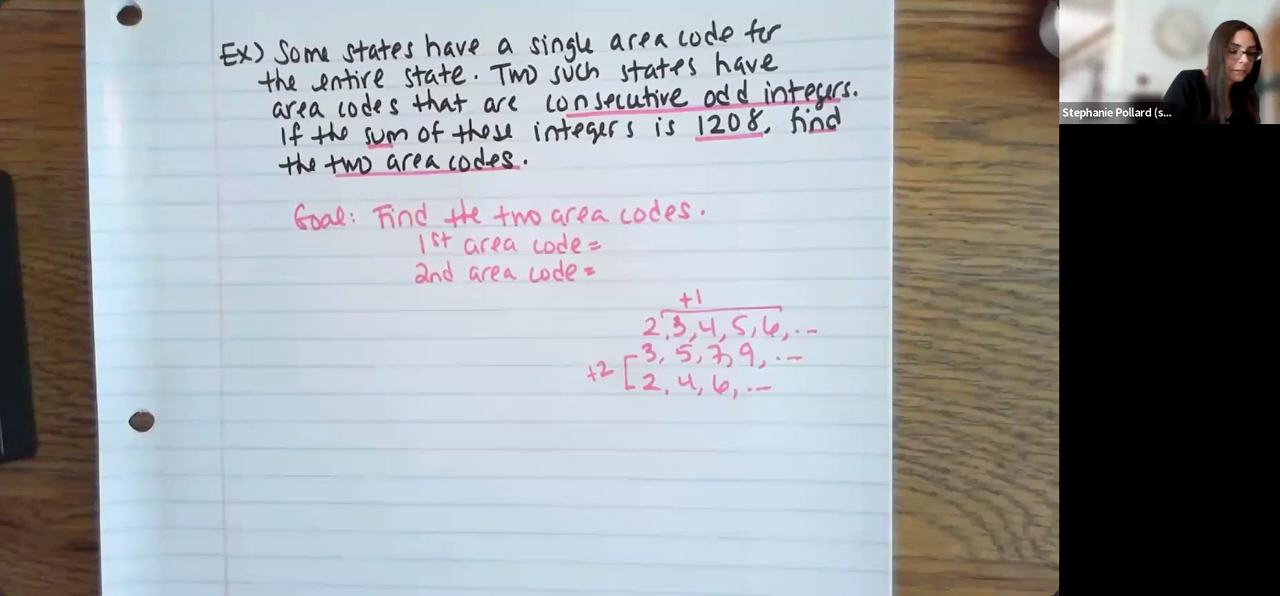 Ex) Some states have a single area code for
the entire state. Two such states have
area codes that are consecutive odd integers.
If the sum of these integers is 1208, find
the two area codes.
Goal: Find the two area codes.
1st area code =
2nd area code =
+1
2, 3, 4, 5, 6, ...
3, 5, 7, 9, ...
+2
2, 4, 6, ...
Stephanie Pollard (s...